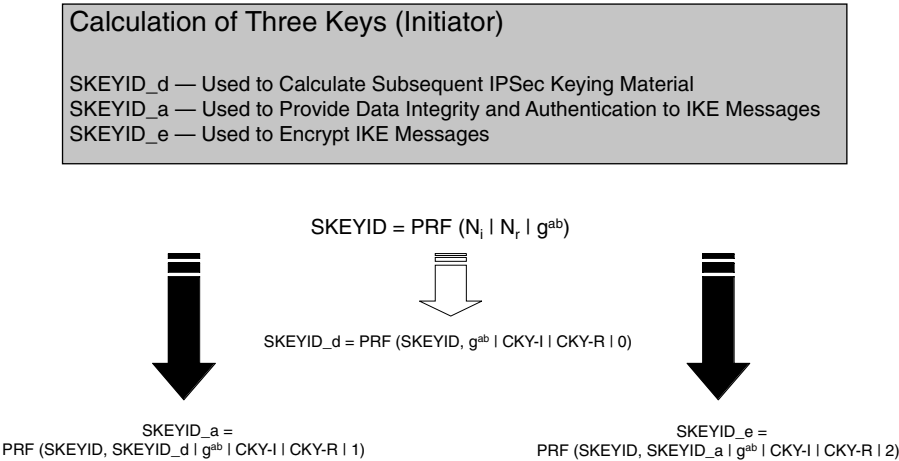 Calculation of Three Keys (Initiator)
SKEYID_d — Used to Calculate Subsequent IPSec Keying Material
SKEYID_a — Used to Provide Data Integrity and Authentication to IKE Messages
SKEYID_e — Used to Encrypt IKE Messages
SKEYID = PRF (Nᵢ | Nᵣ | gᵃᵇ)
SKEYID_d = PRF (SKEYID, gᵃᵇ | CKY-I | CKY-R | 0)
SKEYID_a =
PRF (SKEYID, SKEYID_d | gᵃᵇ | CKY-I | CKY-R | 1)
SKEYID_e =
PRF (SKEYID, SKEYID_a | gᵃᵇ | CKY-I | CKY-R | 2)